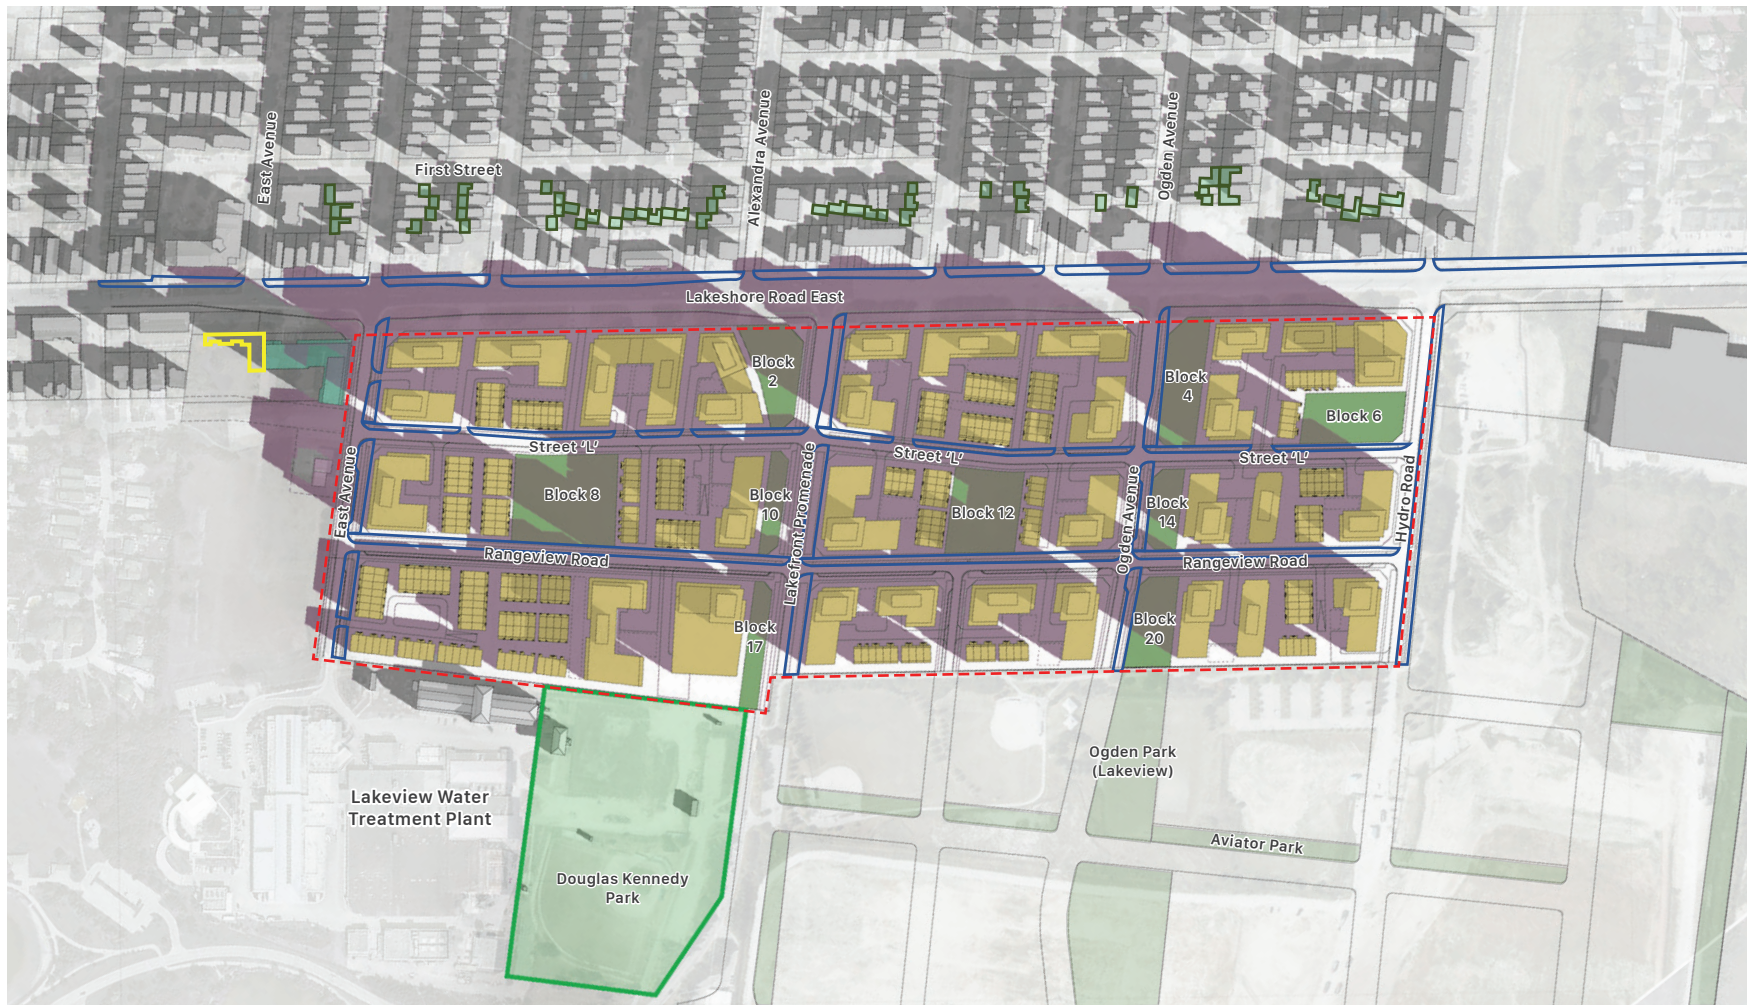 East Avenue
First Street
Alexandra Avenue
Ogden Avenue
Lakeshore Road East
Block
2
Block
4
Block 6
Street ‘L’
Street ‘L’
Street ‘L’
East Avenue
Block 8
Block
10
Lakefront Promenade
Block 12
Ogden Avenue
Block
14
Hydro Road
Rangeview Road
Rangeview Road
Block
17
Block
20
Ogden Park
(Lakeview)
Lakeview Water
Treatment Plant
Aviator Park
Douglas Kennedy
Park